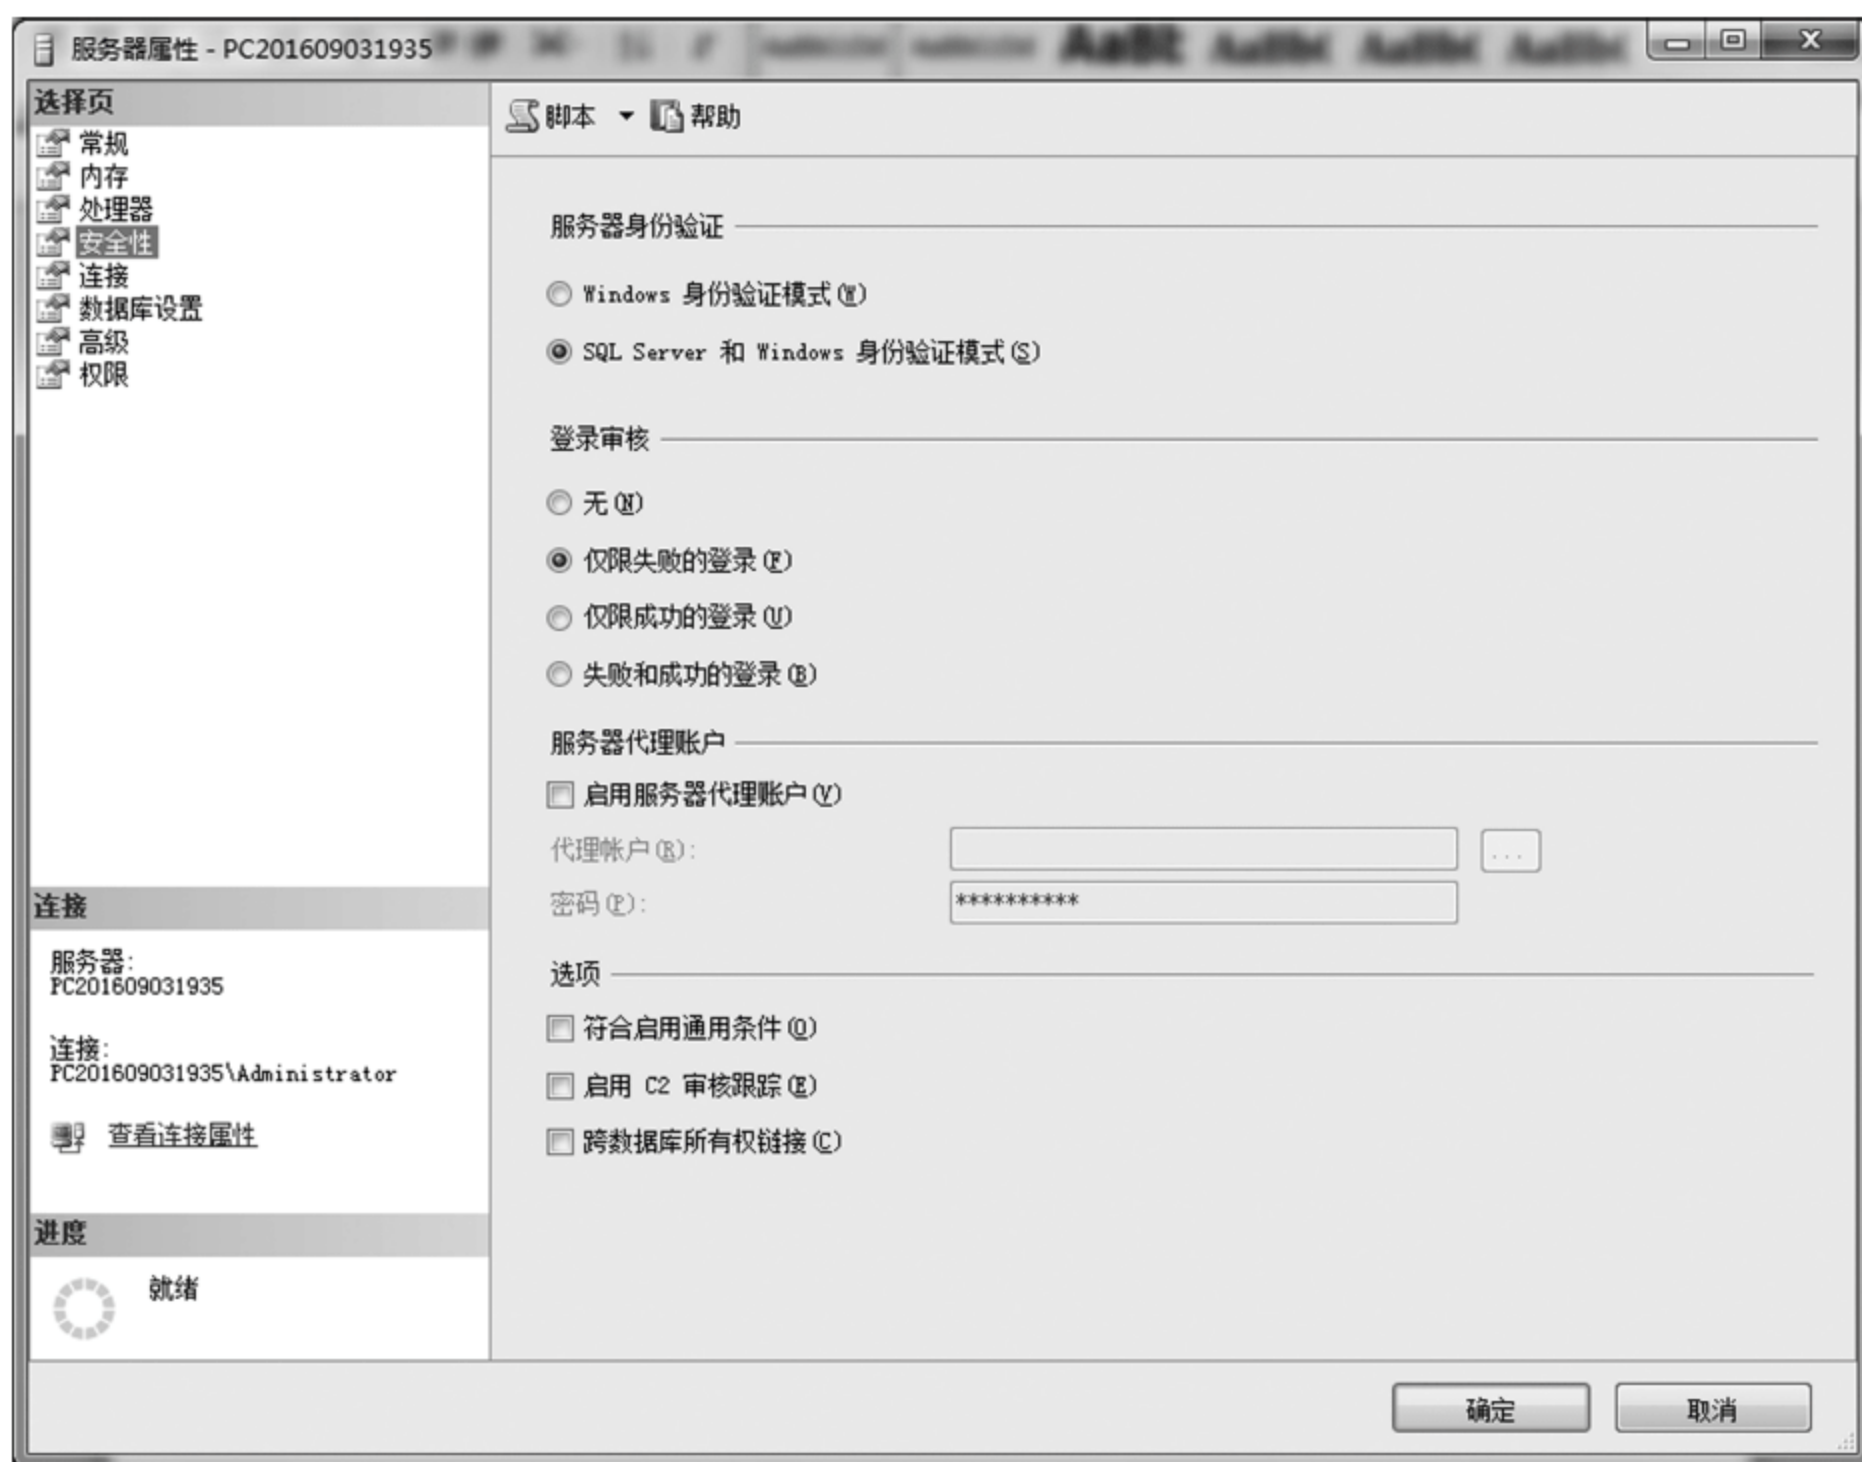 服务器属性 - PC201609031935
选择页
常规
内存
处理器
安全性
连接
数据库设置
高级
权限
脚本 帮助
服务器身份验证
Windows 身份验证模式(W)
SQL Server 和 Windows 身份验证模式(S)
登录审核
无(N)
仅限失败的登录(F)
仅限成功的登录(U)
失败和成功的登录(B)
服务器代理账户
启用服务器代理账户(V)
代理帐户(R):
...
密码(P):
**********
选项
符合启用通用条件(O)
启用 C2 审核跟踪(E)
跨数据库所有权链接(C)
连接
服务器:
PC201609031935
连接:
PC201609031935\Administrator
查看连接属性
进度
就绪
确定
取消